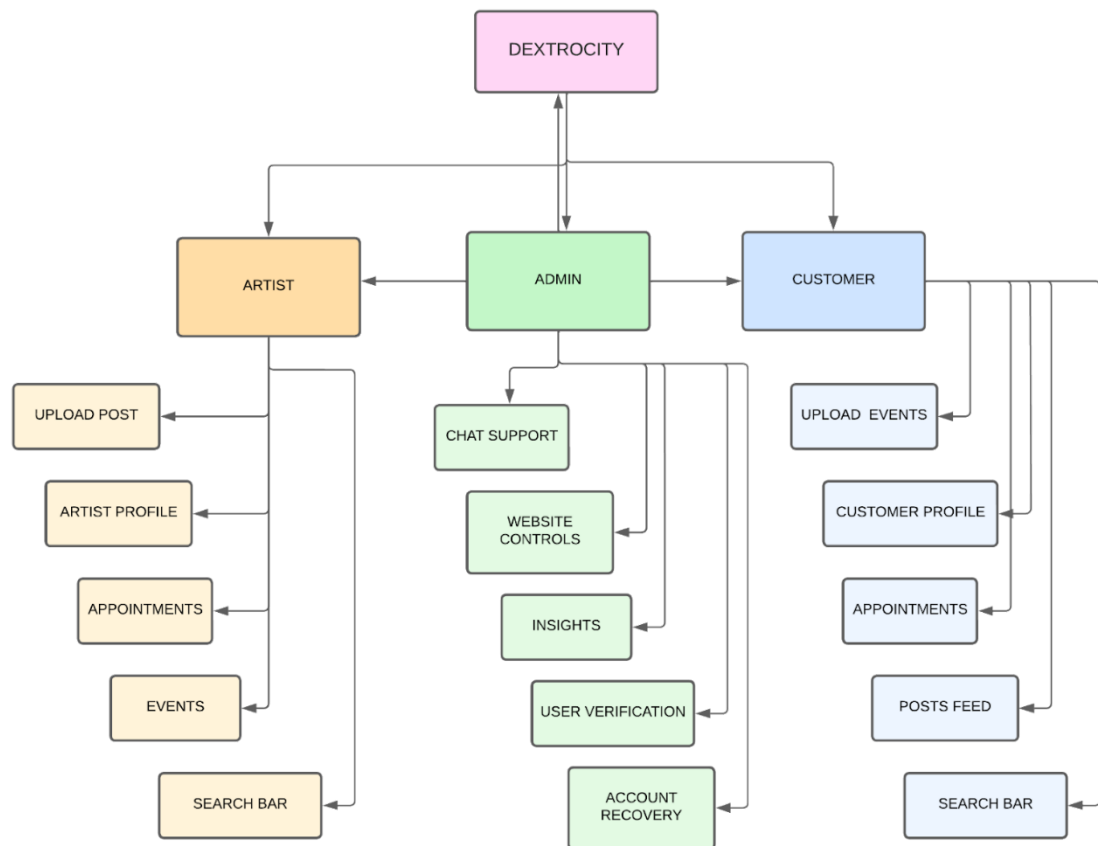 DEXTROCITY
ARTIST
ADMIN
CUSTOMER
UPLOAD POST
ARTIST PROFILE
APPOINTMENTS
EVENTS
SEARCH BAR
CHAT SUPPORT
WEBSITE
CONTROLS
INSIGHTS
USER VERIFICATION
ACCOUNT
RECOVERY
UPLOAD EVENTS
CUSTOMER PROFILE
APPOINTMENTS
POSTS FEED
SEARCH BAR